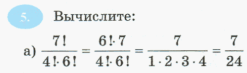 5. Вычислите:
а) 7!/(4!·6!) = 6!·7/(4!·6!) = 7/(1·2·3·4) = 7/24